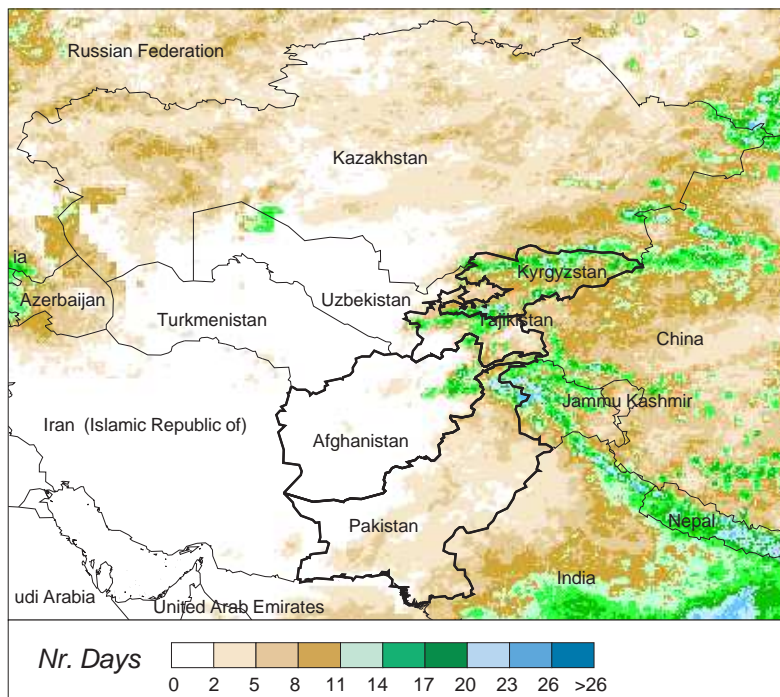 Russian Federation
Kazakhstan
ia
Kyrgyzstan
Azerbaijan
Uzbekistan
Turkmenistan
Tajikistan
China
Jammu Kashmir
Iran (Islamic Republic of)
Afghanistan
Pakistan
Nepal
India
udi Arabia
United Arab Emirates
Nr. Days
0 2 5 8 11 14 17 20 23 26 >26